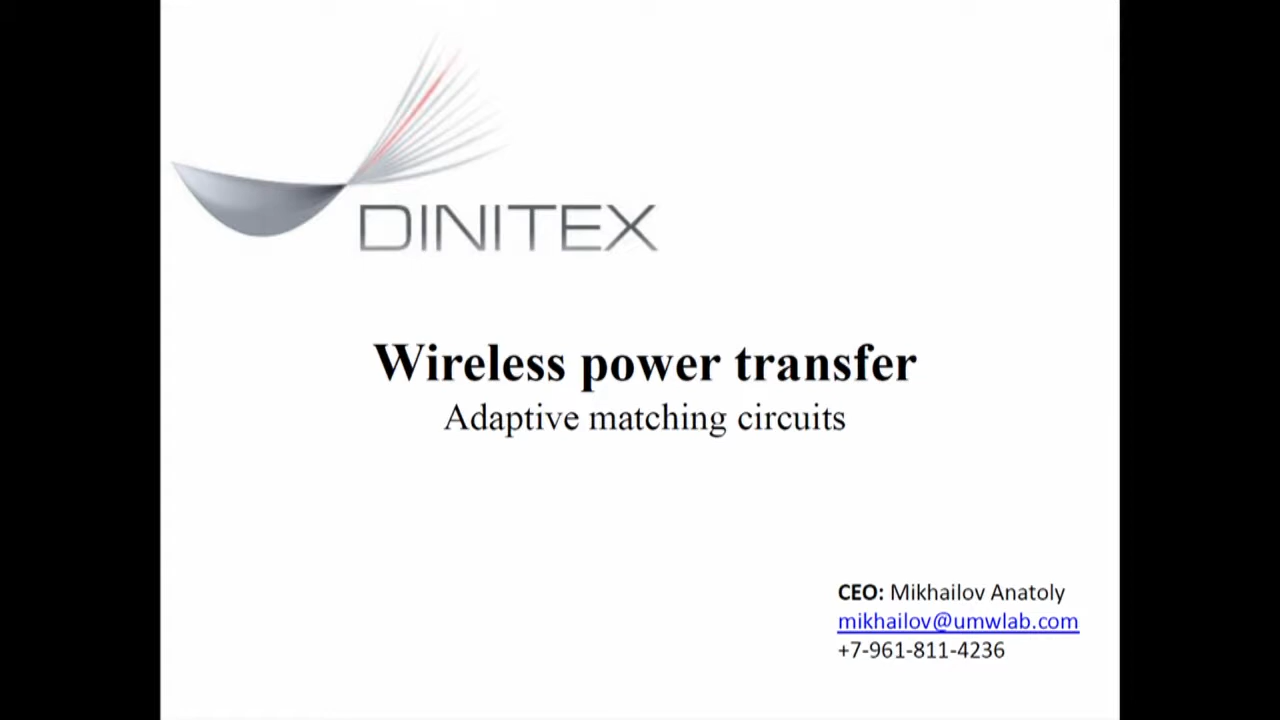 DINITEX
Wireless power transfer
Adaptive matching circuits
CEO: Mikhailov Anatoly
mikhailov@umwlab.com
+7-961-811-4236